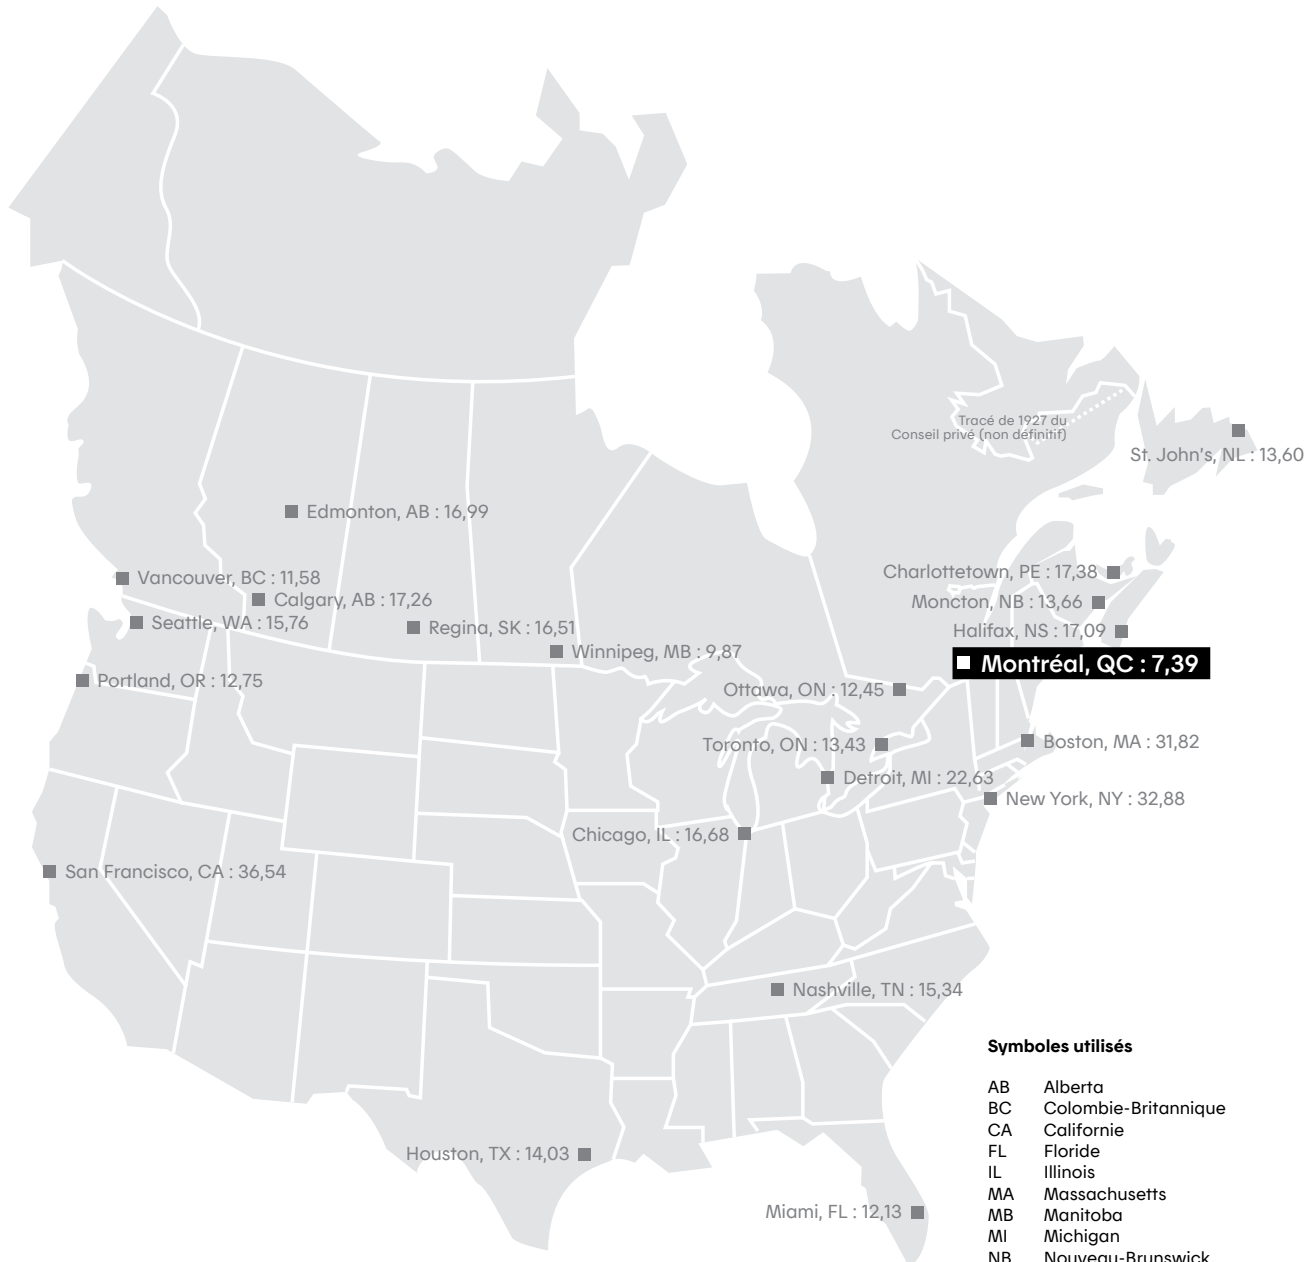 Tracé de 1927 du
Conseil privé (non définitif)
St. John's, NL : 13,60
Edmonton, AB : 16,99
Vancouver, BC : 11,58
Charlottetown, PE : 17,38
Calgary, AB : 17,26
Moncton, NB : 13,66
Seattle, WA : 15,76
Regina, SK : 16,51
Halifax, NS : 17,09
Winnipeg, MB : 9,87
Montréal, QC : 7,39
Portland, OR : 12,75
Ottawa, ON : 12,45
Toronto, ON : 13,43
Boston, MA : 31,82
Detroit, MI : 22,63
New York, NY : 32,88
Chicago, IL : 16,68
San Francisco, CA : 36,54
Nashville, TN : 15,34
Houston, TX : 14,03
Miami, FL : 12,13
Symboles utilisés
AB Alberta
BC Colombie-Britannique
CA Californie
FL Floride
IL Illinois
MA Massachusetts
MB Manitoba
MI Michigan
NB Nouveau-Brunswick